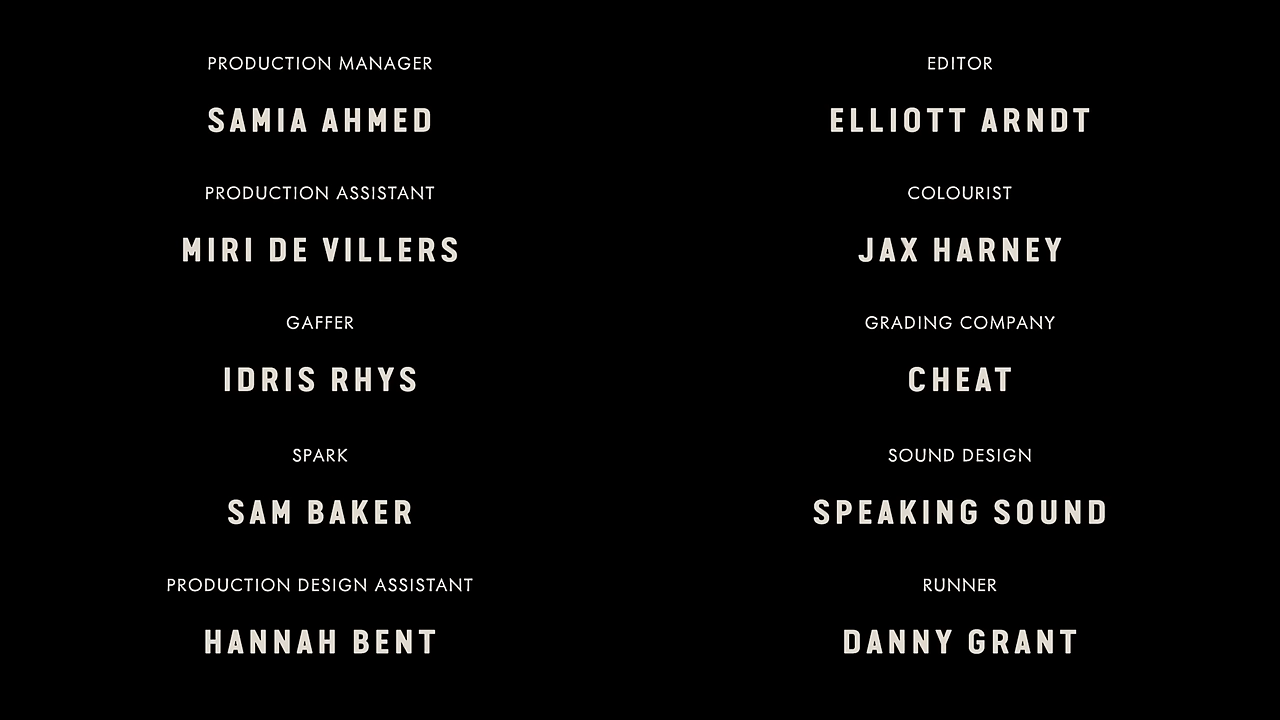 PRODUCTION MANAGER
SAMIA AHMED
PRODUCTION ASSISTANT
MIRI DE VILLERS
GAFFER
IDRIS RHYS
SPARK
SAM BAKER
PRODUCTION DESIGN ASSISTANT
HANNAH BENT
EDITOR
ELLIOTT ARNDT
COLOURIST
JAX HARNEY
GRADING COMPANY
CHEAT
SOUND DESIGN
SPEAKING SOUND
RUNNER
DANNY GRANT